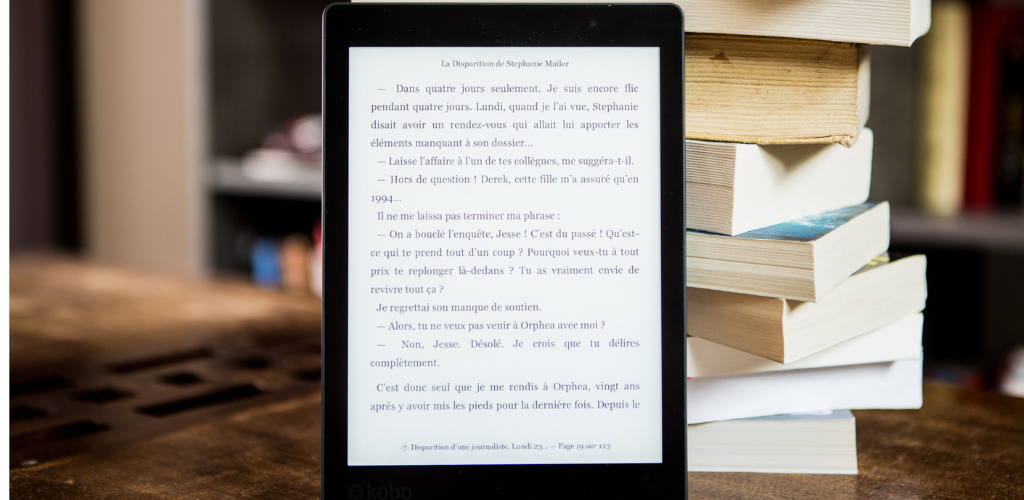 La Disparition de Stephanie Mailer
— Dans quatre jours seulement. Je suis encore flic
pendant quatre jours. Lundi, quand je l'ai vue, Stephanie
disait avoir un rendez-vous qui allait lui apporter les
éléments manquant à son dossier...
— Laisse l'affaire à l'un de tes collègues, me suggéra-t-il.
— Hors de question ! Derek, cette fille m'a assuré qu'en
1994...
Il ne me laissa pas terminer ma phrase :
— On a bouclé l'enquête, Jesse ! C'est du passé ! Qu'est-
ce qui te prend tout d'un coup ? Pourquoi veux-tu à tout
prix te replonger là-dedans ? Tu as vraiment envie de
revivre tout ça ?
Je regrettai son manque de soutien.
— Alors, tu ne veux pas venir à Orphea avec moi ?
— Non, Jesse. Désolé. Je crois que tu délires
complètement.
C'est donc seul que je me rendis à Orphea, vingt ans
après y avoir mis les pieds pour la dernière fois. Depuis le
-7. Disparition d'une journaliste. Lundi 23... — Page 19 sur 123
kobo